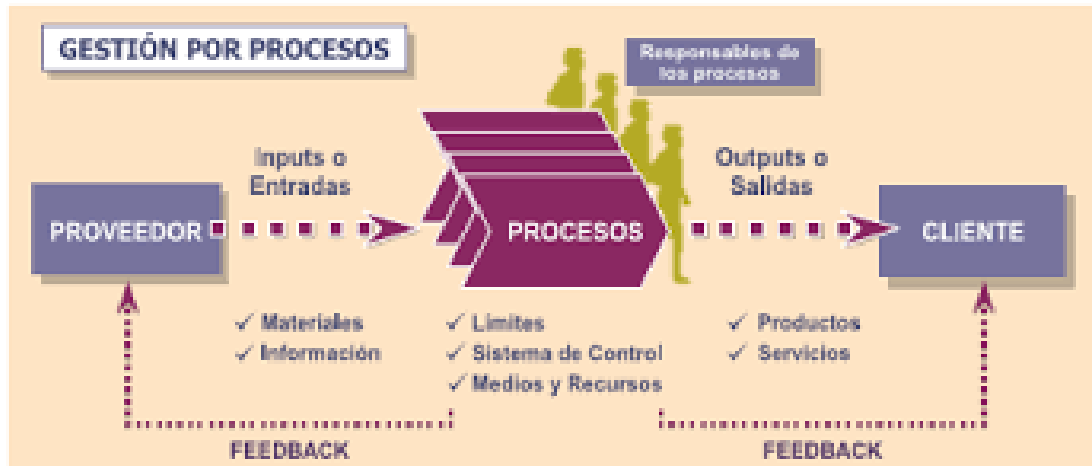 GESTIÓN POR PROCESOS
Responsables de
los procesos
Inputs o
Entradas
Outputs o
Salidas
PROVEEDOR
PROCESOS
CLIENTE
✓ Materiales
✓ Información
✓ Límites
✓ Sistema de Control
✓ Medios y Recursos
✓ Productos
✓ Servicios
FEEDBACK
FEEDBACK